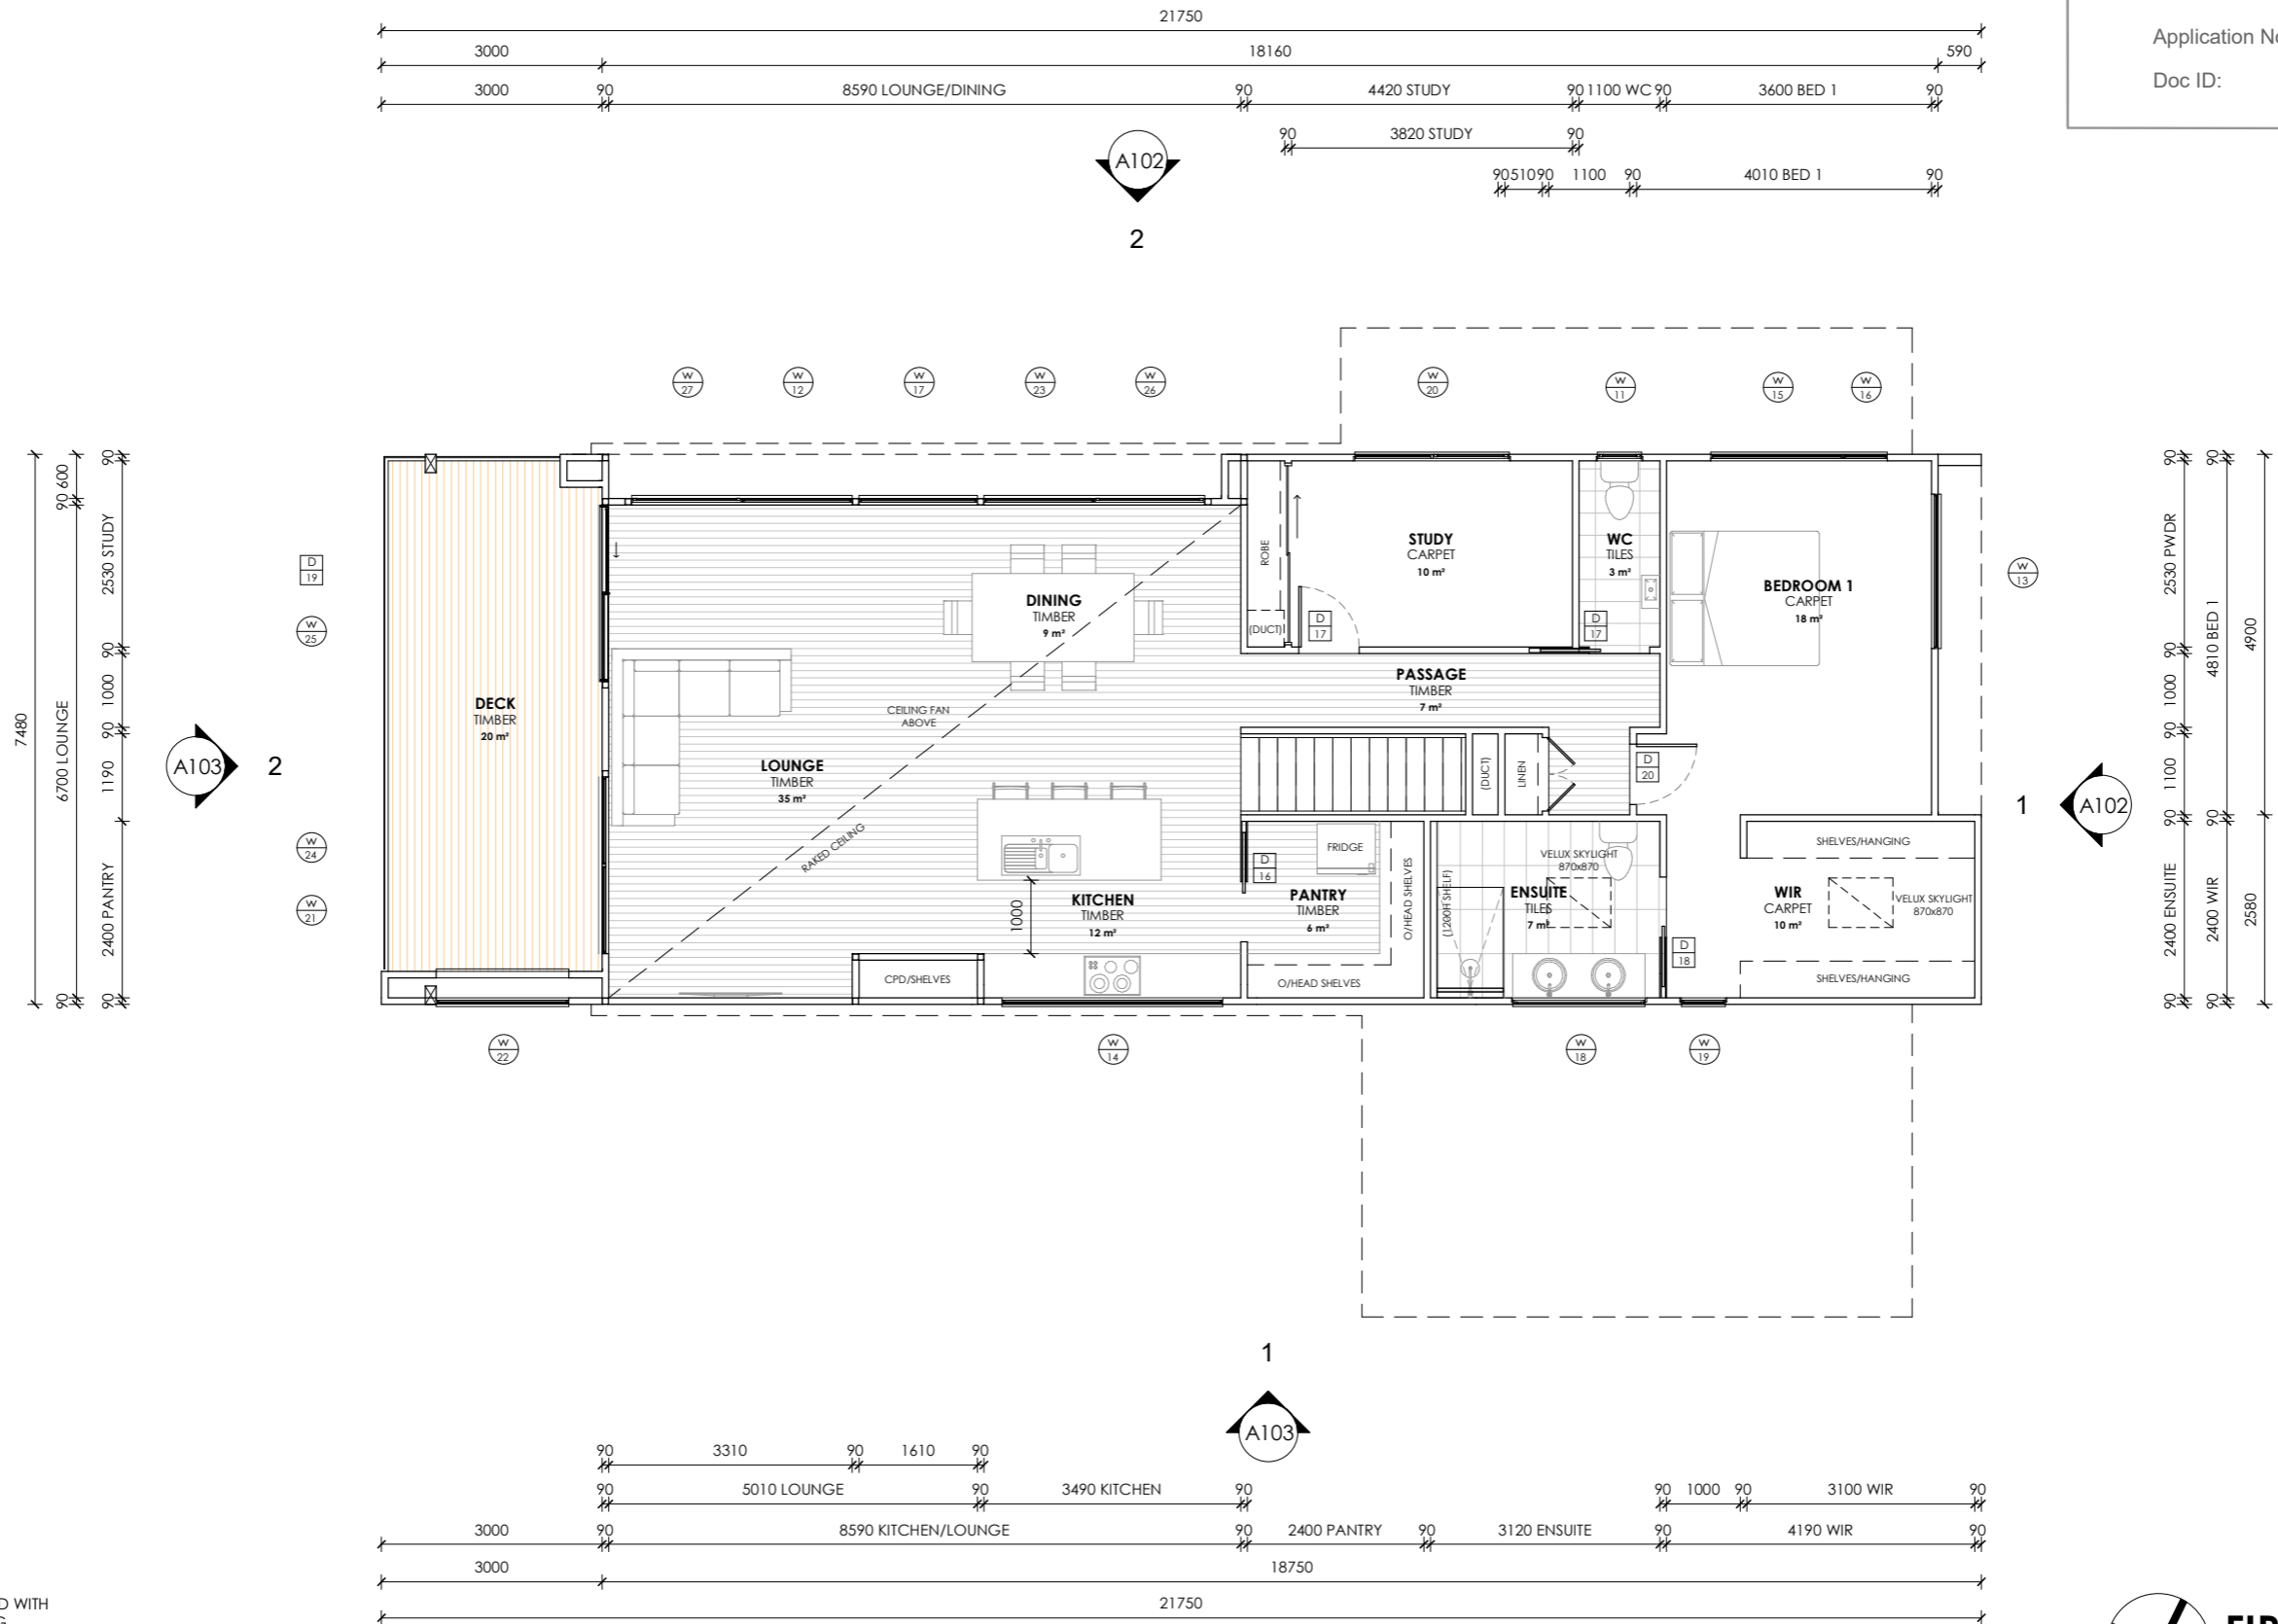 21750
Application No
3000
18160
590
Doc ID:
3000
90
8590 LOUNGE/DINING
90
4420 STUDY
90
1100 WC
90
3600 BED 1
90
90
3820 STUDY
90
A102
90
510
90
1100
90
4010 BED 1
90
2
W
27
W
12
W
17
W
23
W
26
W
20
W
11
W
15
W
16
7480
90
600
90
6700 LOUNGE
90
2530 STUDY
90
1000
90
1190
2400 PANTRY
90
90
D
19
W
25
A103
2
W
24
W
21
DECK
TIMBER
20 m²
DINING
TIMBER
9 m²
CEILING FAN
ABOVE
LOUNGE
TIMBER
35 m²
RAKED CEILING
KITCHEN
TIMBER
12 m²
1000
CPD/SHELVES
ROBE
(DUCT)
D
17
STUDY
CARPET
10 m²
WC
TILES
3 m²
D
17
BEDROOM 1
CARPET
18 m²
PASSAGE
TIMBER
7 m²
(DUCT)
LINEN
D
20
D
16
FRIDGE
PANTRY
TIMBER
6 m²
O/HEAD SHELVES
O/HEAD SHELVES
(1200H SHELF)
VELUX SKYLIGHT
870x870
ENSUITE
TILES
7 m²
D
18
SHELVES/HANGING
WIR
CARPET
10 m²
VELUX SKYLIGHT
870x870
SHELVES/HANGING
W
13
1
A102
90
2530 PWDR
90
1000
90
1100
90
2400 ENSUITE
90
90
4810 BED 1
90
2400 WIR
90
4900
2580
W
22
W
14
W
18
W
19
1
A103
90
3310
90
1610
90
90
5010 LOUNGE
90
3490 KITCHEN
90
90
1000
90
3100 WIR
90
3000
90
8590 KITCHEN/LOUNGE
90
2400 PANTRY
90
3120 ENSUITE
90
4190 WIR
90
3000
18750
21750
D WITH